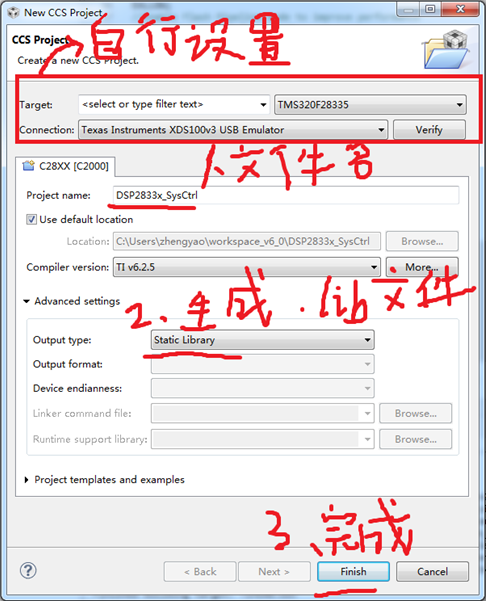 New CCS Project
CCS Project
自行设置
Create a new CCS Project.
Target: <select or type filter text> TMS320F28335
Connection: Texas Instruments XDS100v3 USB Emulator Verify
1、文件名
C28XX [C2000]
Project name: DSP2833x_SysCtrl
Use default location
Location: C:\Users\zhengyao\workspace_v6_0\DSP2833x_SysCtrl Browse...
Compiler version: TI v6.2.5 More...
Advanced settings
2、生成.lib文件
Output type: Static Library
Output format:
Device endianness:
Linker command file: Browse...
Runtime support library: Browse...
Project templates and examples
3、完成
? < Back Next > Finish Cancel